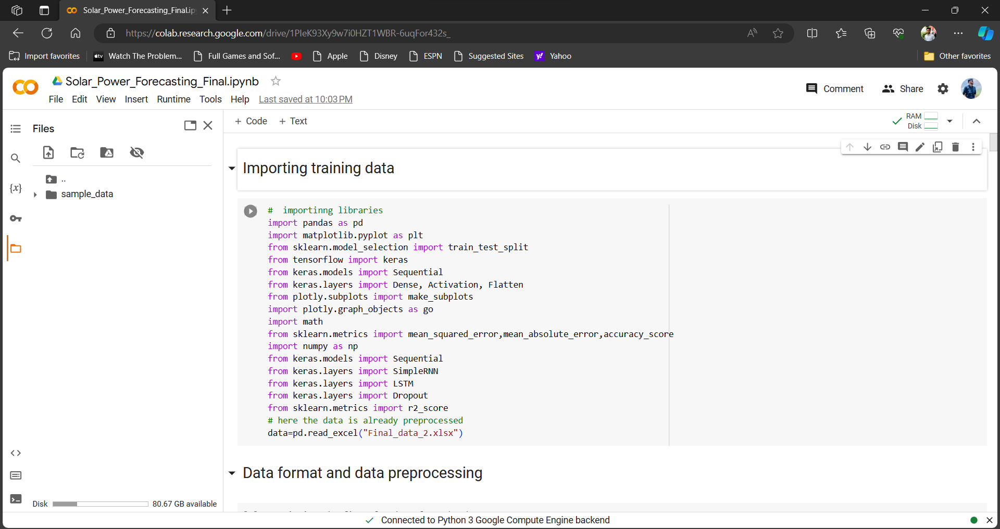 Solar_Power_Forecasting_Final.ip
https://colab.research.google.com/drive/1PIeK93Xy9w7i0HZT1WBR-6uqFor432s_
Import favorites
Watch The Problem...
Full Games and Sof...
Apple
Disney
ESPN
Suggested Sites
Yahoo
Other favorites
Solar_Power_Forecasting_Final.ipynb
Comment
Share
File Edit View Insert Runtime Tools Help Last saved at 10:03 PM
Files
+ Code + Text
RAM
Disk
..
sample_data
Importing training data
# importinng libraries
import pandas as pd
import matplotlib.pyplot as plt
from sklearn.model_selection import train_test_split
from tensorflow import keras
from keras.models import Sequential
from keras.layers import Dense, Activation, Flatten
from plotly.subplots import make_subplots
import plotly.graph_objects as go
import math
from sklearn.metrics import mean_squared_error,mean_absolute_error,accuracy_score
import numpy as np
from keras.models import Sequential
from keras.layers import SimpleRNN
from keras.layers import LSTM
from keras.layers import Dropout
from sklearn.metrics import r2_score
# here the data is already preprocessed
data=pd.read_excel("Final_data_2.xlsx")
Data format and data preprocessing
Disk 80.67 GB available
Connected to Python 3 Google Compute Engine backend